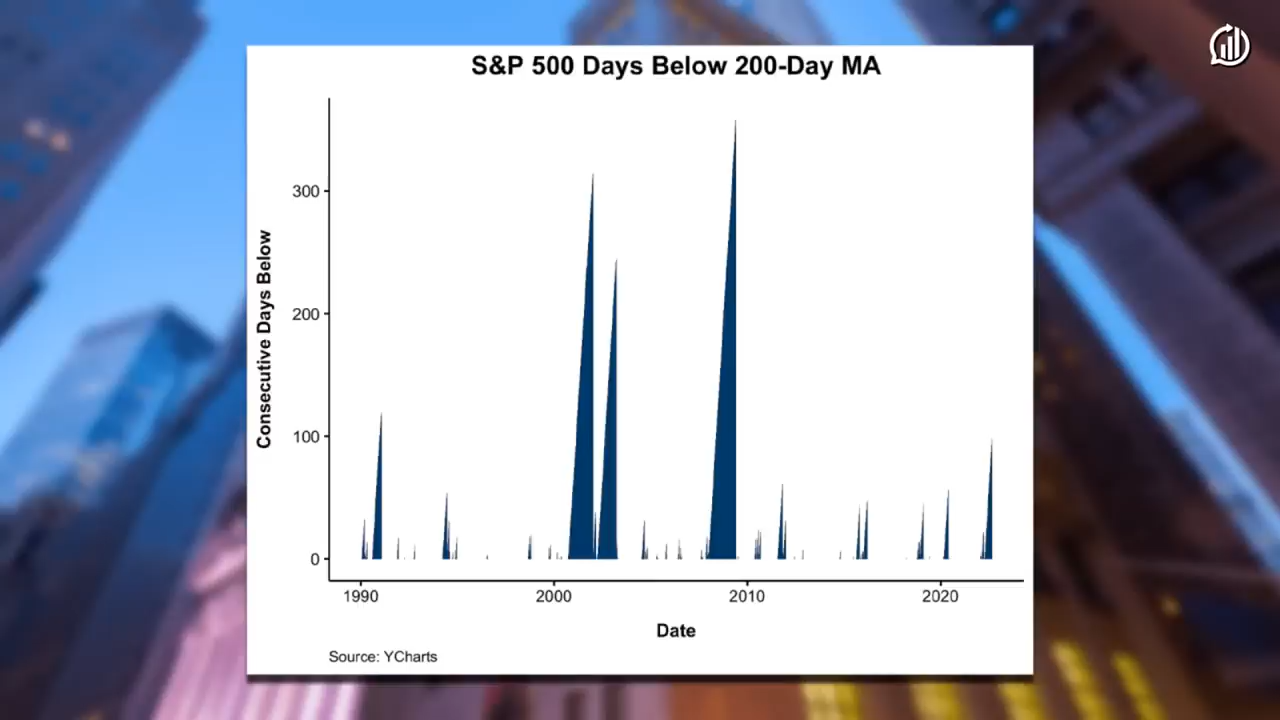 S&P 500 Days Below 200-Day MA
300
200
100
0
Consecutive Days Below
1990 2000 2010 2020
Date
Source: YCharts